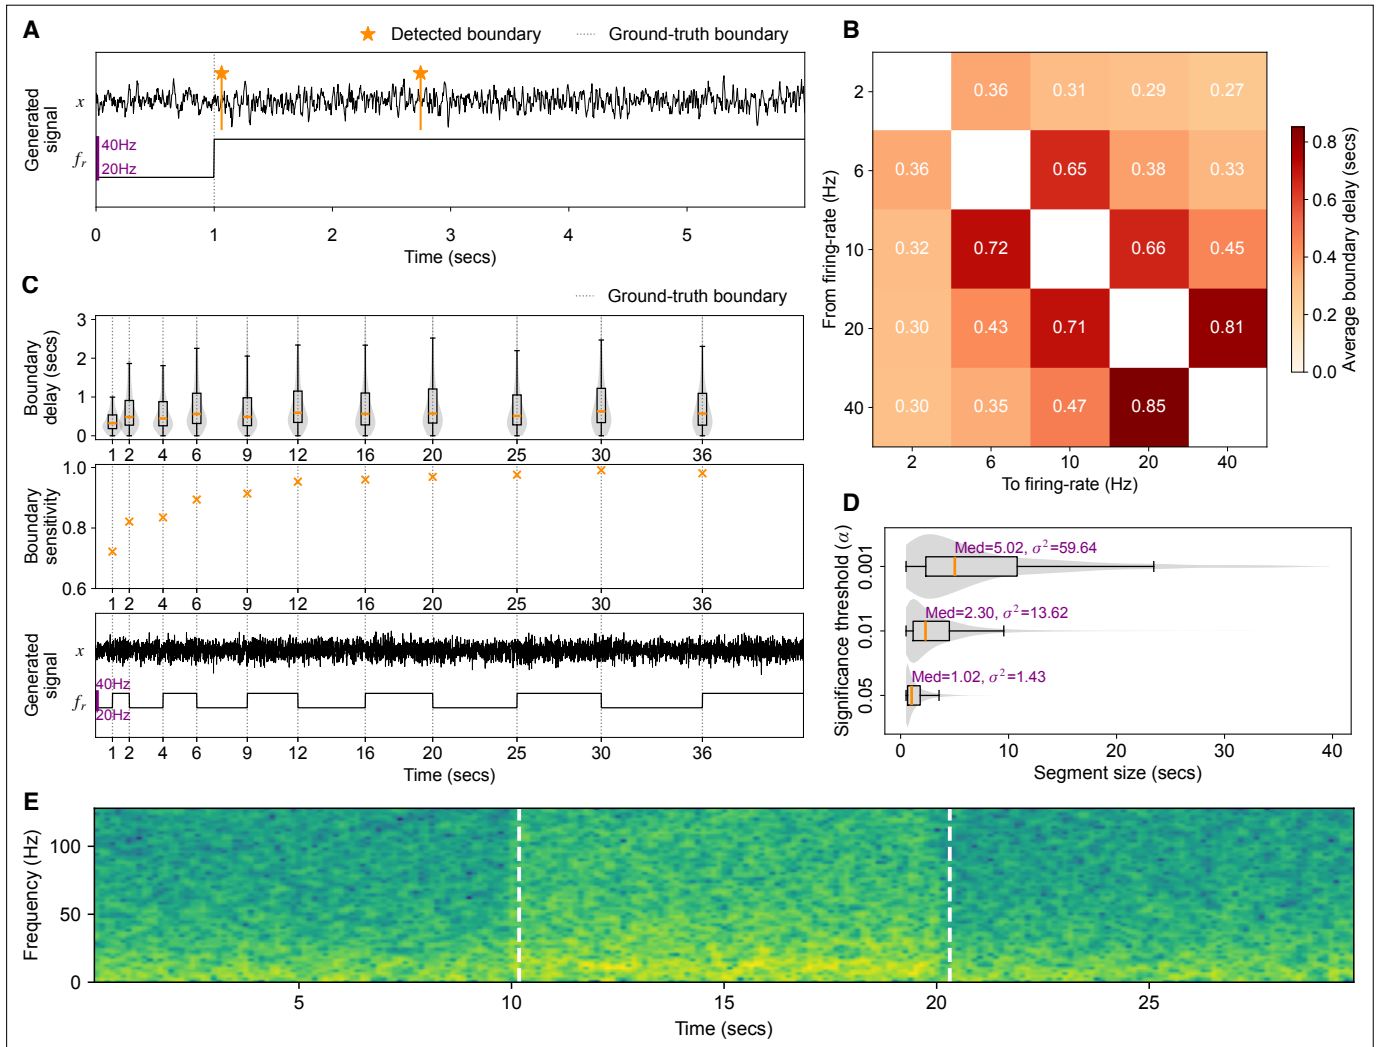 A
Detected boundary
Ground-truth boundary
Generated
signal
x
40Hz
20Hz
f_r
0 1 2 3 4 5
Time (secs)
B
2 0.36 0.31 0.29 0.27
6 0.36 0.65 0.38 0.33
10 0.32 0.72 0.66 0.45
20 0.30 0.43 0.71 0.81
40 0.30 0.35 0.47 0.85
2 6 10 20 40
From firing-rate (Hz)
To firing-rate (Hz)
0.8
0.6
0.4
0.2
0.0
Average boundary delay (secs)
C
Ground-truth boundary
Boundary
delay (secs)
3
2
1
0
1 2 4 6 9 12 16 20 25 30 36
Boundary
sensitivity
1.0
0.8
0.6
1 2 4 6 9 12 16 20 25 30 36
Generated
signal
x
40Hz
20Hz
f_r
1 2 4 6 9 12 16 20 25 30 36
Time (secs)
D
Significance threshold (α)
0.001
Med=5.02, σ²=59.64
0.01
Med=2.30, σ²=13.62
0.05
Med=1.02, σ²=1.43
0 10 20 30 40
Segment size (secs)
E
Frequency (Hz)
100
50
0
5 10 15 20 25
Time (secs)